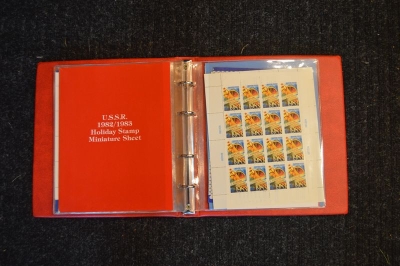 U.S.S.R.
1982/1983
Holiday Stamp
Miniature Sheet